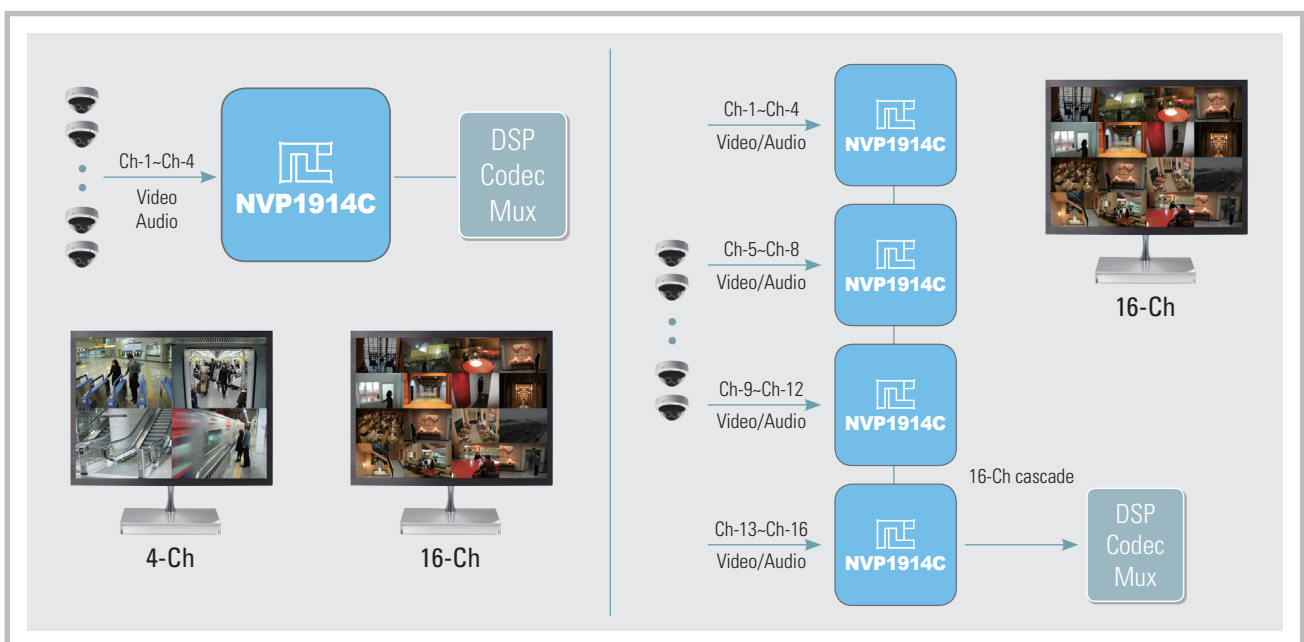 Ch-1~Ch-4
Video
Audio
NVP1914C
DSP
Codec
Mux
4-Ch
16-Ch
Ch-1~Ch-4
Video/Audio
NVP1914C
Ch-5~Ch-8
Video/Audio
NVP1914C
Ch-9~Ch-12
Video/Audio
NVP1914C
Ch-13~Ch-16
Video/Audio
NVP1914C
16-Ch cascade
DSP
Codec
Mux
16-Ch